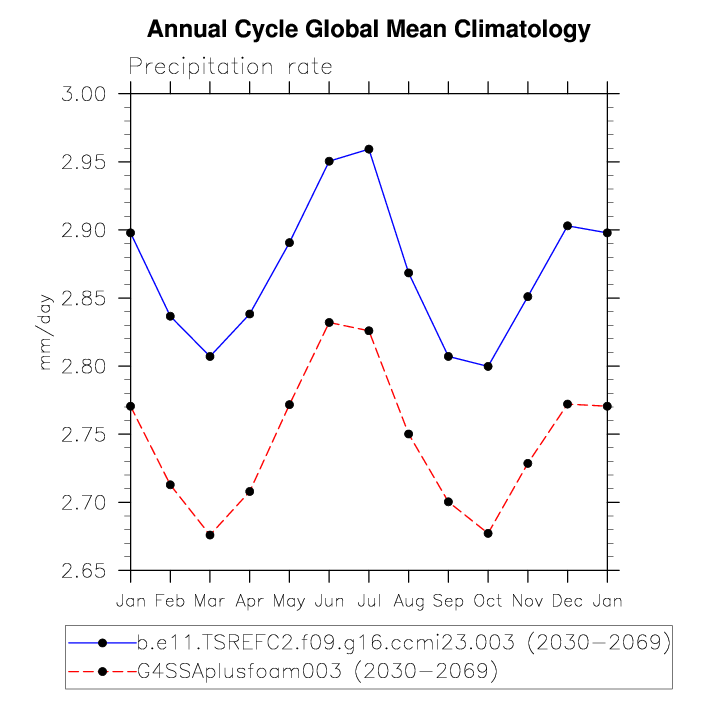 Annual Cycle Global Mean Climatology
Precipitation rate
3.00
2.95
2.90
2.85
2.80
2.75
2.70
2.65
mm/day
Jan Feb Mar Apr May Jun Jul Aug Sep Oct Nov Dec Jan
b.e11.TSREFC2.f09.g16.ccmi23.003 (2030-2069)
G4SSAplusfoam003 (2030-2069)